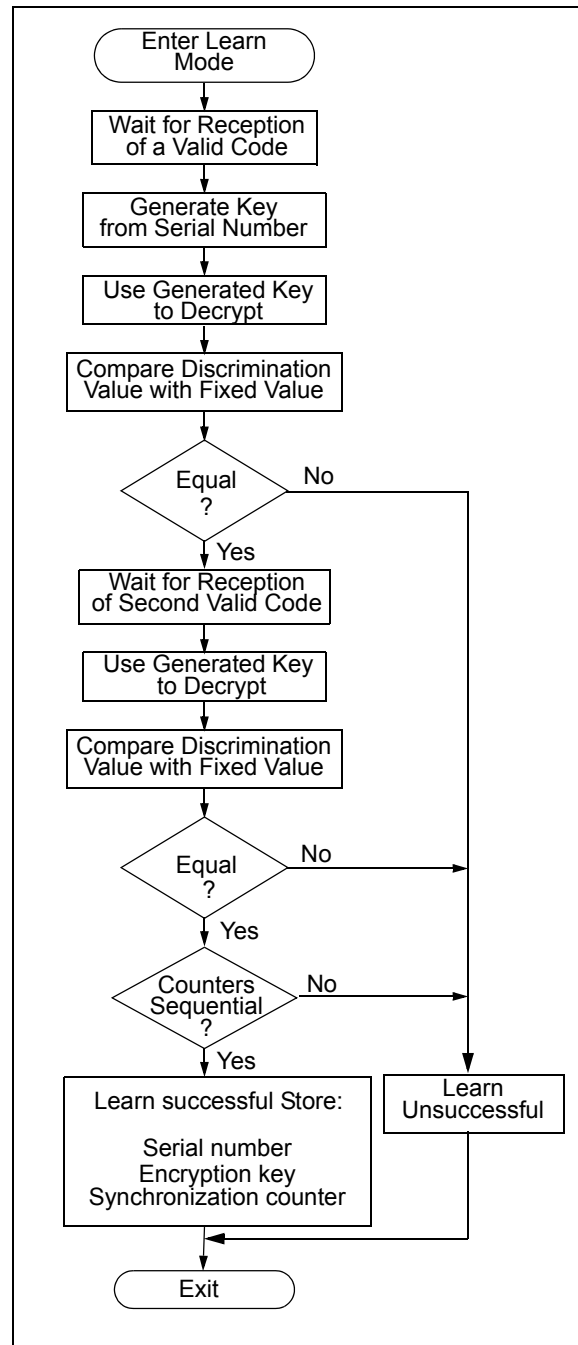 Enter Learn
Mode
Wait for Reception
of a Valid Code
Generate Key
from Serial Number
Use Generated Key
to Decrypt
Compare Discrimination
Value with Fixed Value
Equal
?
No
Yes
Wait for Reception
of Second Valid Code
Use Generated Key
to Decrypt
Compare Discrimination
Value with Fixed Value
Equal
?
No
Yes
Counters
Sequential
?
No
Yes
Learn successful Store:
Serial number
Encryption key
Synchronization counter
Learn
Unsuccessful
Exit